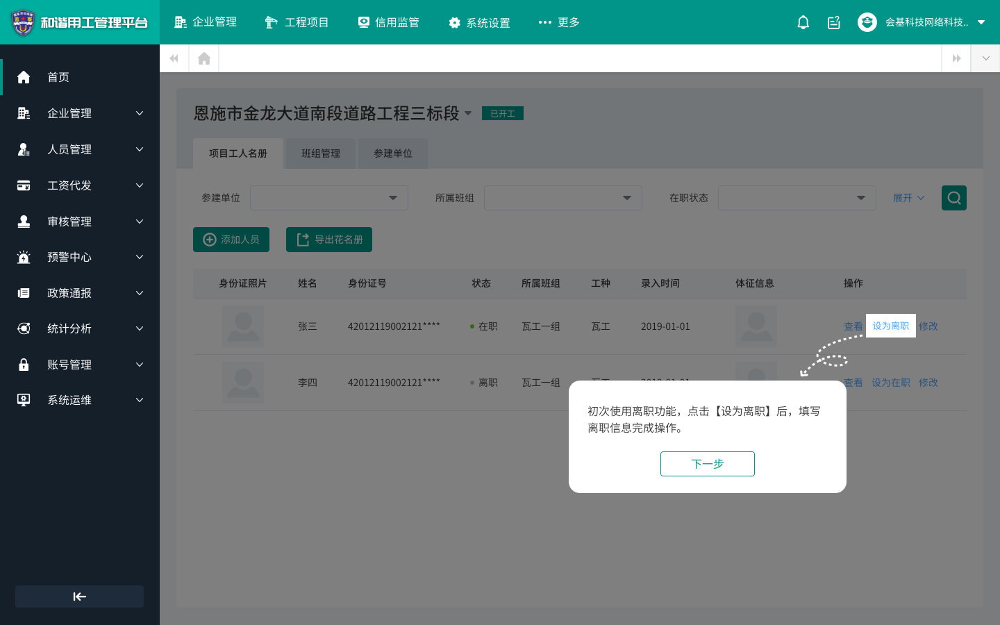 和谐用工管理平台
企业管理 工程项目 信用监管 系统设置 更多 会基科技网络科技..
首页
企业管理
人员管理
工资代发
审核管理
预警中心
政策通报
统计分析
账号管理
系统运维
恩施市金龙大道南段道路工程三标段 已开工
项目工人名册 班组管理 参建单位
参建单位 所属班组 在职状态 展开
添加人员 导出花名册
身份证照片 姓名 身份证号 状态 所属班组 工种 录入时间 体征信息 操作
张三 42012119002121**** 在职 瓦工一组 瓦工 2019-01-01 查看 设为离职 修改
李四 42012119002121**** 离职 瓦工一组 瓦工 2019-01-01 查看 设为在职 修改
初次使用离职功能，点击【设为离职】后，填写
离职信息完成操作。
下一步